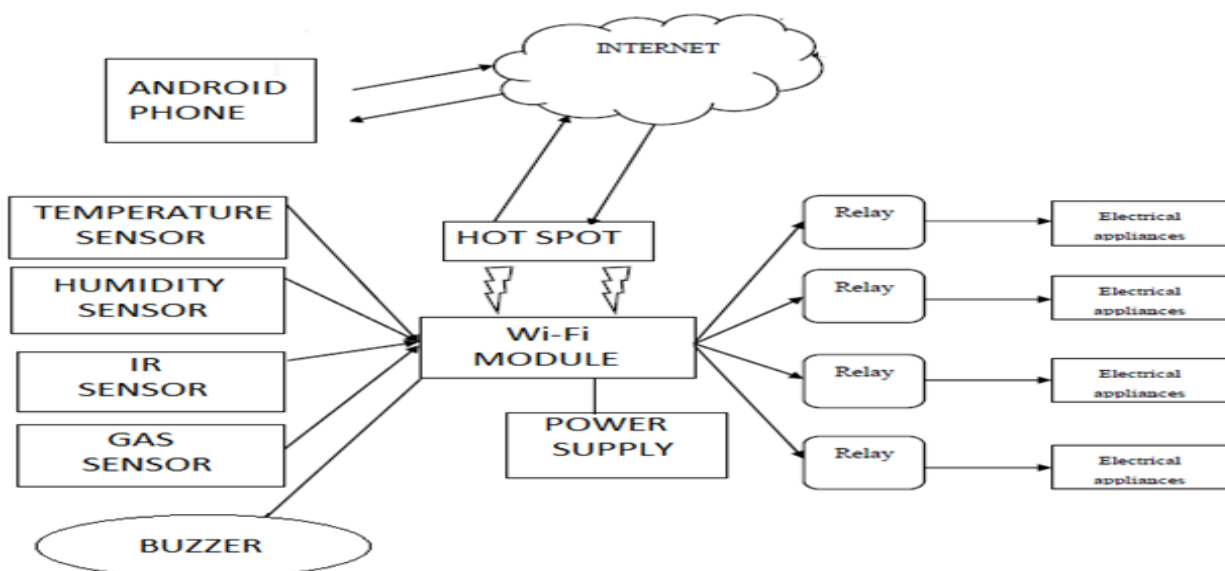 INTERNET
ANDROID
PHONE
TEMPERATURE
SENSOR
HOT SPOT
Relay
Electrical
appliances
HUMIDITY
SENSOR
Relay
Electrical
appliances
Wi-Fi
MODULE
IR
SENSOR
Relay
Electrical
appliances
POWER
SUPPLY
GAS
SENSOR
Relay
Electrical
appliances
BUZZER